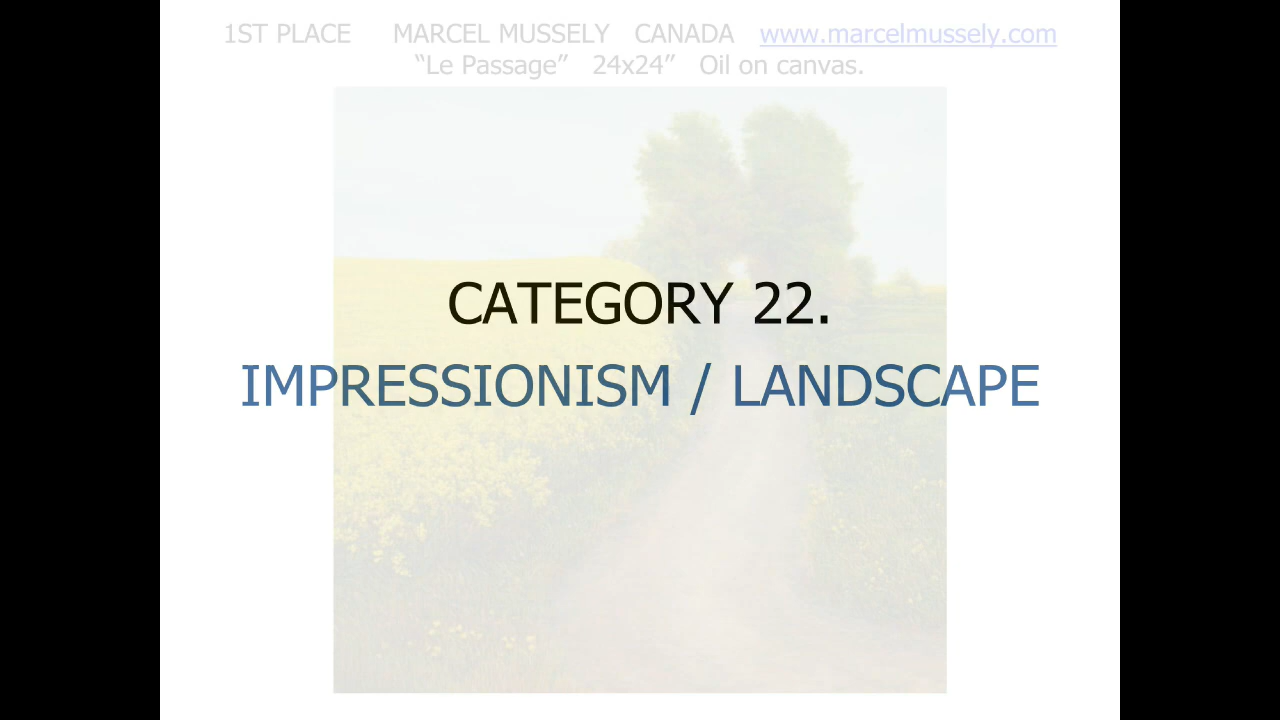 1ST PLACE MARCEL MUSSELY CANADA www.marcelmussely.com
“Le Passage” 24x24” Oil on canvas.
CATEGORY 22.
IMPRESSIONISM / LANDSCAPE